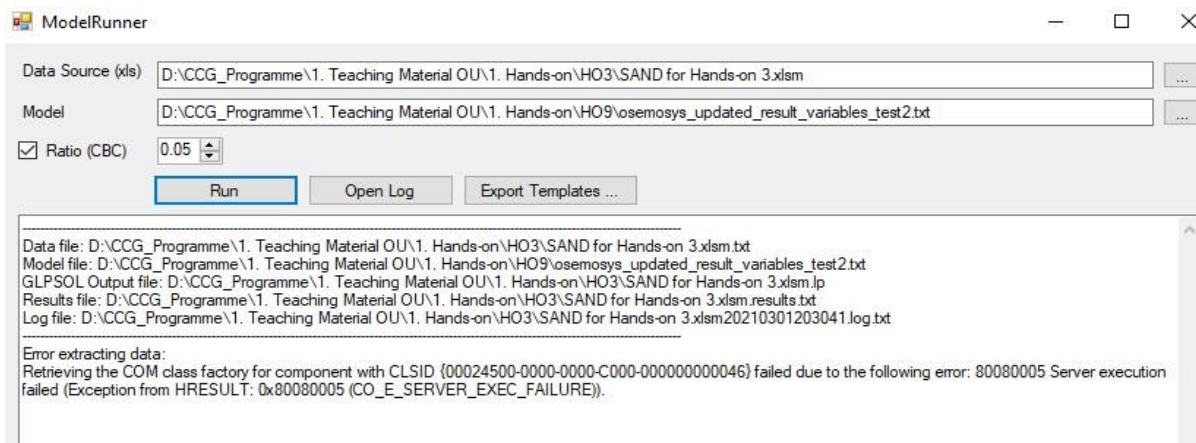 ModelRunner
Data Source (xls) D:\CCG_Programme\1. Teaching Material OU\1. Hands-on\HO3\SAND for Hands-on 3.xlsm ...
Model D:\CCG_Programme\1. Teaching Material OU\1. Hands-on\HO9\osemosys_updated_result_variables_test2.txt ...
Ratio (CBC) 0.05
Run Open Log Export Templates ...
Data file: D:\CCG_Programme\1. Teaching Material OU\1. Hands-on\HO3\SAND for Hands-on 3.xlsm.txt
Model file: D:\CCG_Programme\1. Teaching Material OU\1. Hands-on\HO9\osemosys_updated_result_variables_test2.txt
GLPSOL Output file: D:\CCG_Programme\1. Teaching Material OU\1. Hands-on\HO3\SAND for Hands-on 3.xlsm.lp
Results file: D:\CCG_Programme\1. Teaching Material OU\1. Hands-on\HO3\SAND for Hands-on 3.xlsm.results.txt
Log file: D:\CCG_Programme\1. Teaching Material OU\1. Hands-on\HO3\SAND for Hands-on 3.xlsm20210301203041.log.txt
Error extracting data:
Retrieving the COM class factory for component with CLSID {00024500-0000-0000-C000-000000000046} failed due to the following error: 80080005 Server execution
failed (Exception from HRESULT: 0x80080005 (CO_E_SERVER_EXEC_FAILURE)).